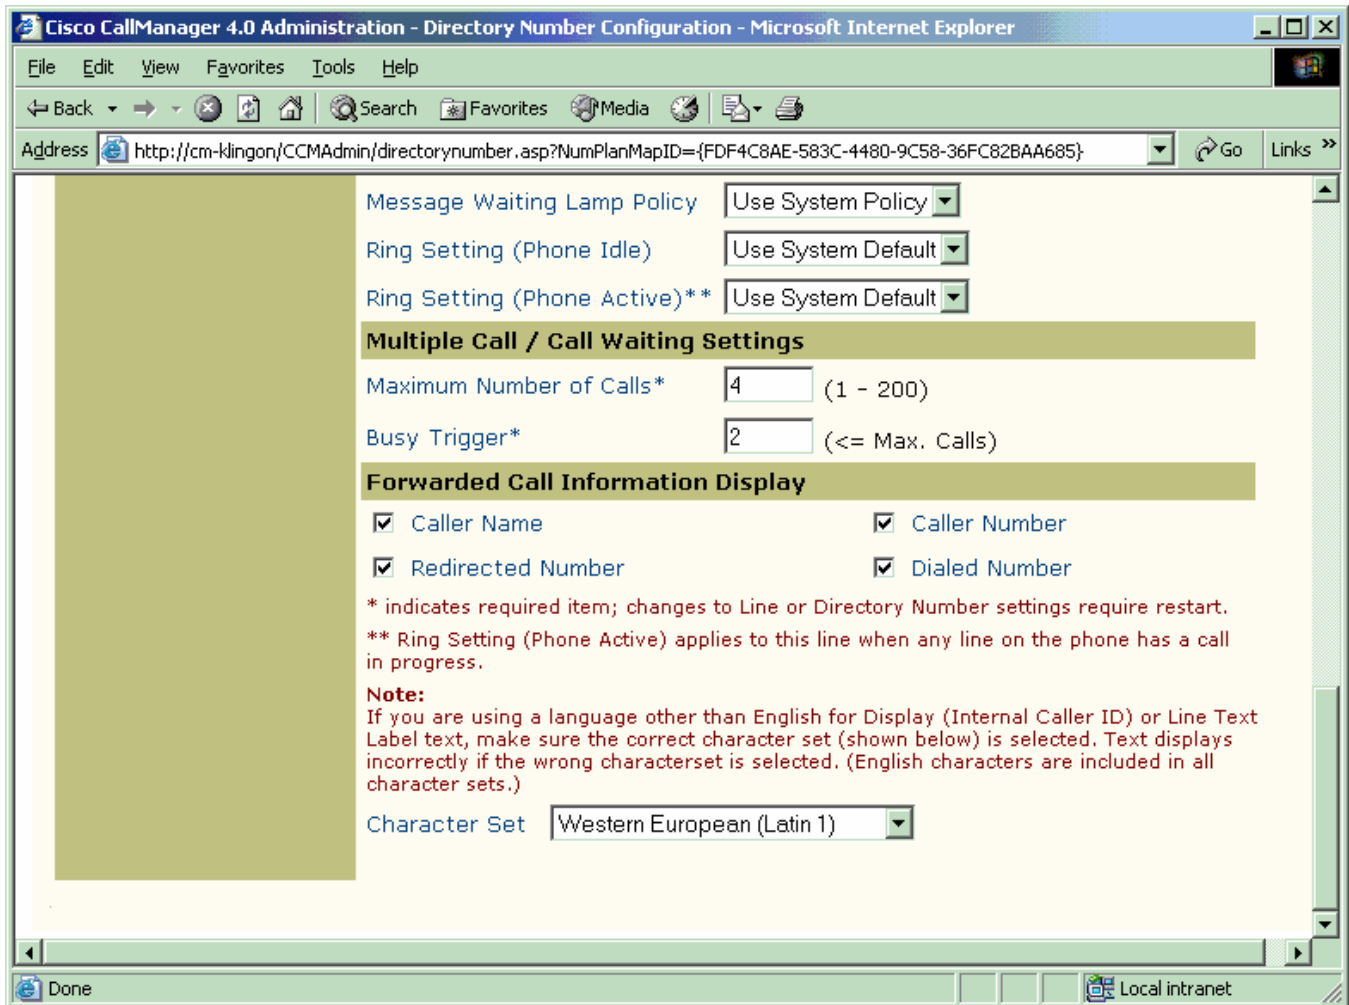 Cisco CallManager 4.0 Administration - Directory Number Configuration - Microsoft Internet Explorer
File Edit View Favorites Tools Help
Back Search Favorites Media
Address http://cm-klingon/CCMAdmin/directorynumber.asp?NumPlanMapID={FDF4C8AE-583C-4480-9C58-36FC82BAA685} Go Links »
Message Waiting Lamp Policy Use System Policy
Ring Setting (Phone Idle) Use System Default
Ring Setting (Phone Active)** Use System Default
Multiple Call / Call Waiting Settings
Maximum Number of Calls* 4 (1 - 200)
Busy Trigger* 2 (<= Max. Calls)
Forwarded Call Information Display
Caller Name Caller Number
Redirected Number Dialed Number
* indicates required item; changes to Line or Directory Number settings require restart.
** Ring Setting (Phone Active) applies to this line when any line on the phone has a call
in progress.
Note:
If you are using a language other than English for Display (Internal Caller ID) or Line Text
Label text, make sure the correct character set (shown below) is selected. Text displays
incorrectly if the wrong characterset is selected. (English characters are included in all
character sets.)
Character Set Western European (Latin 1)
Done Local intranet